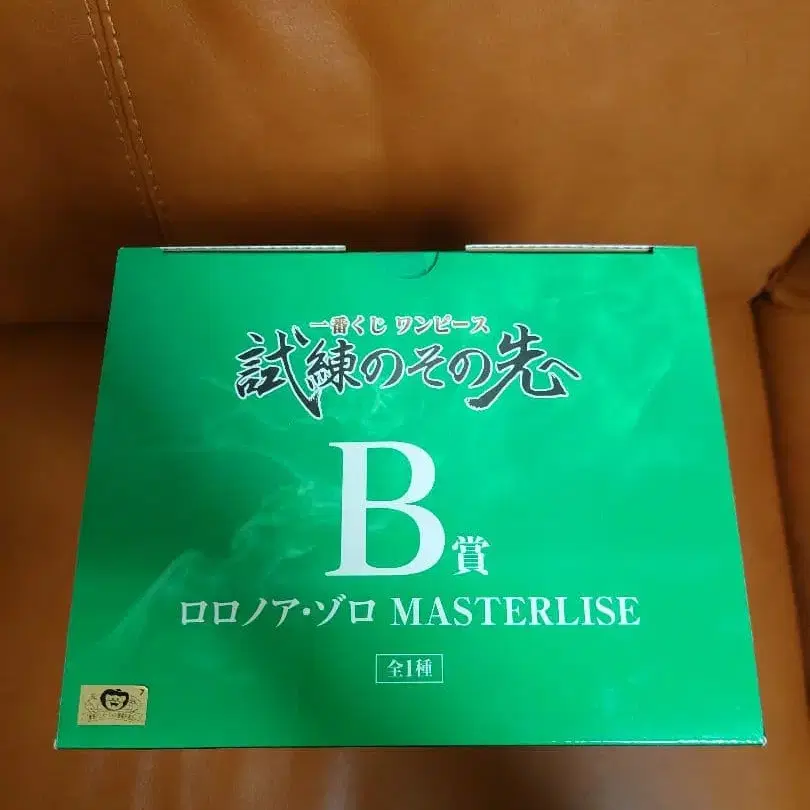 一番くじ ワンピース
試練のその先へ
B賞
ロロノア・ゾロ MASTERLISE
全1種
7